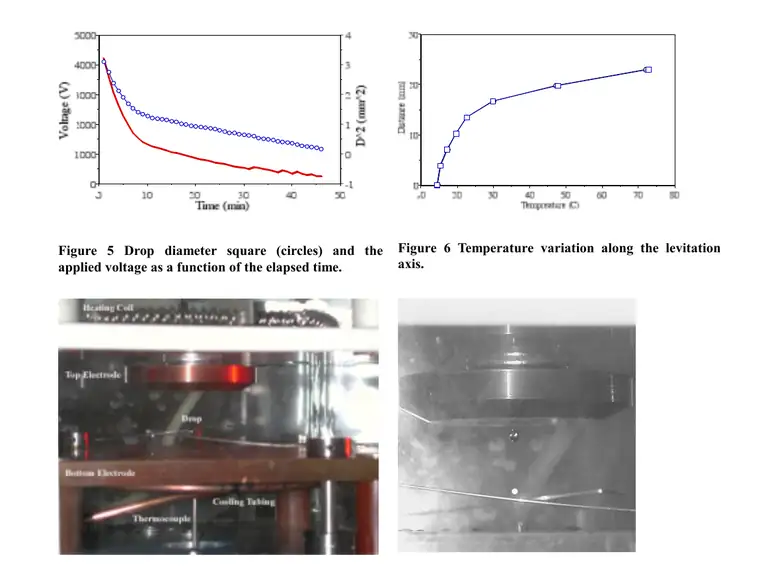 5000
4000
3000
2000
1000
0
Voltage (V)
4
3
2
1
0
-1
D^2 (mm^2)
10
20
30
40
50
Time (min)
30
20
10
0
Distance (mm)
10
20
30
40
50
60
70
80
Temperature (C)
Figure 5 Drop diameter square (circles) and the
applied voltage as a function of the elapsed time.
Figure 6 Temperature variation along the levitation
axis.
Heating Coil
Top Electrode
Drop
Bottom Electrode
Cooling Tubing
Thermocouple